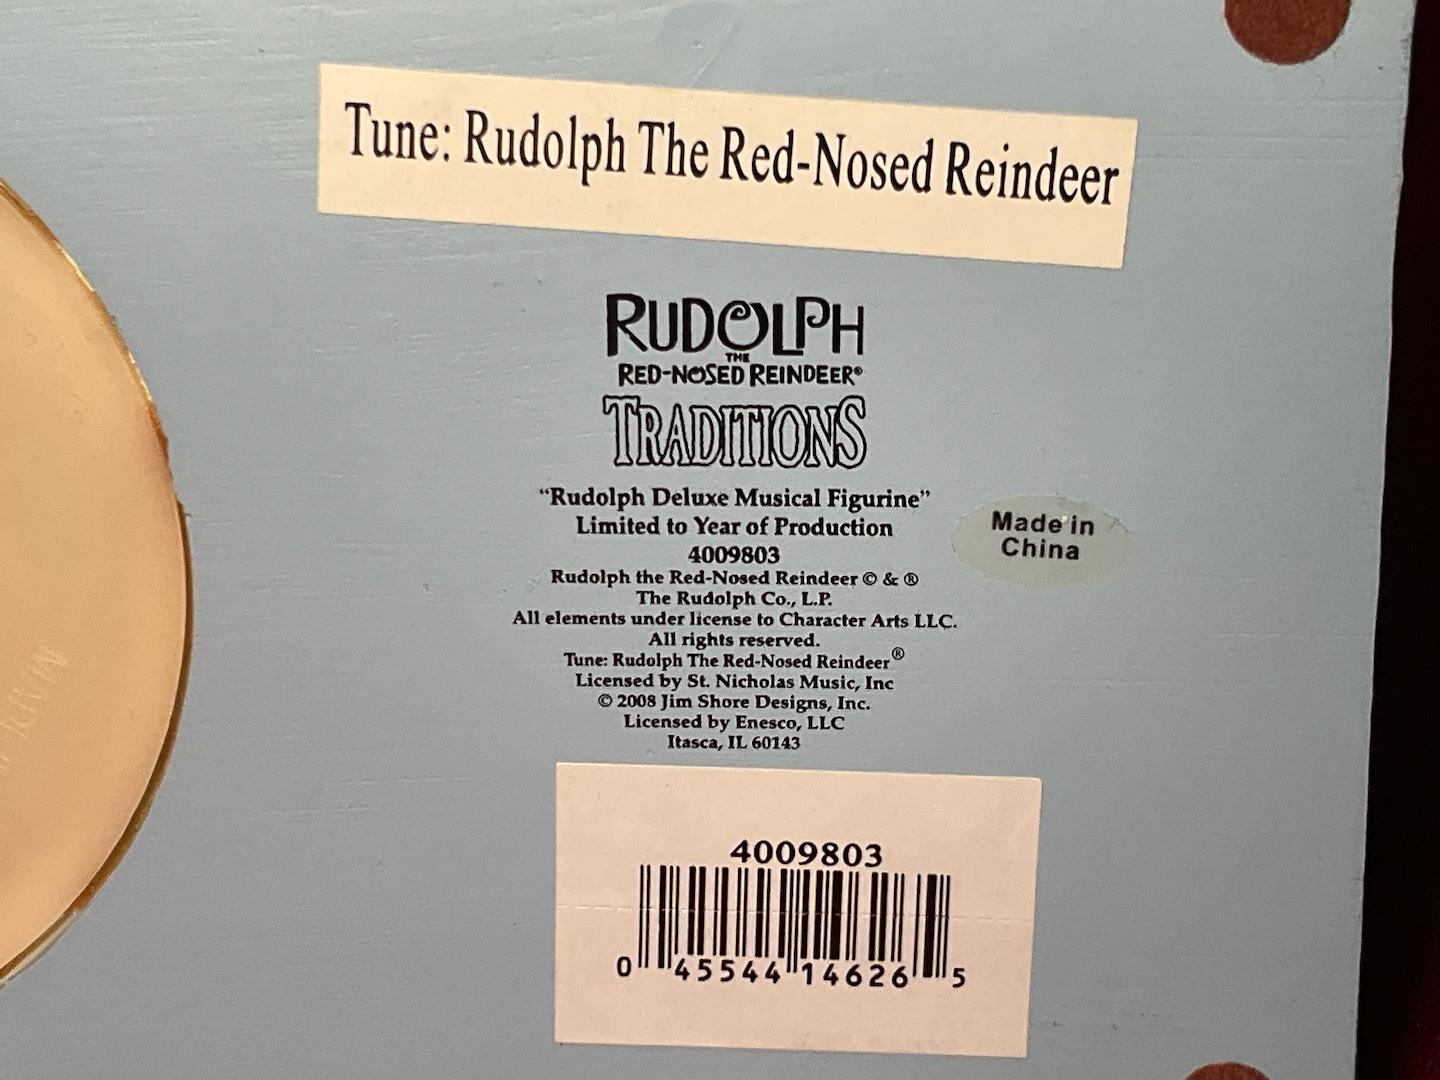 Tune: Rudolph The Red-Nosed Reindeer
RUDOLPH
THE
RED-NOSED REINDEER®
TRADITIONS
“Rudolph Deluxe Musical Figurine”
Limited to Year of Production
4009803
Rudolph the Red-Nosed Reindeer © & ®
The Rudolph Co., L.P.
All elements under license to Character Arts LLC.
All rights reserved.
Tune: Rudolph The Red-Nosed Reindeer®
Licensed by St. Nicholas Music, Inc
© 2008 Jim Shore Designs, Inc.
Licensed by Enesco, LLC
Itasca, IL 60143
Made in
China
4009803
0 45544 14626 5